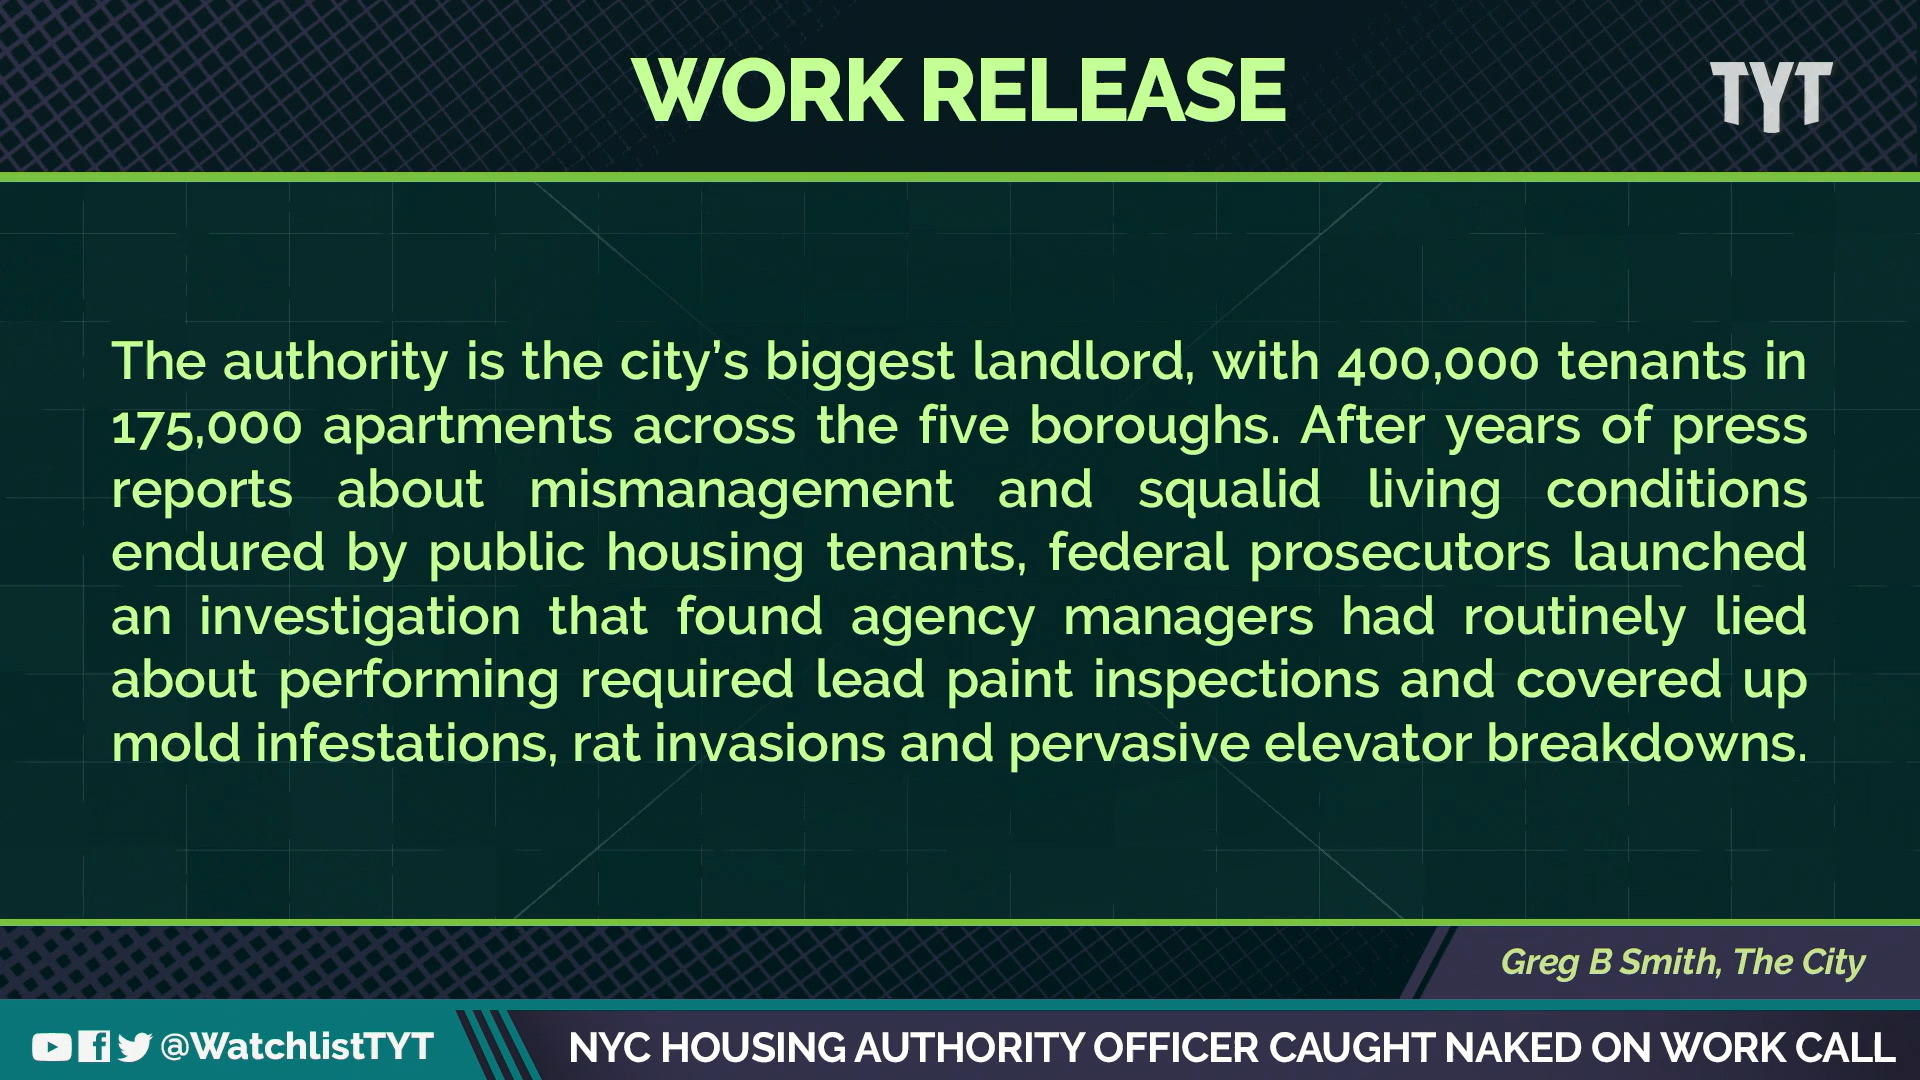 WORK RELEASE
TYT
The authority is the city’s biggest landlord, with 400,000 tenants in
175,000 apartments across the five boroughs. After years of press
reports about mismanagement and squalid living conditions
endured by public housing tenants, federal prosecutors launched
an investigation that found agency managers had routinely lied
about performing required lead paint inspections and covered up
mold infestations, rat invasions and pervasive elevator breakdowns.
Greg B Smith, The City
@WatchlistTYT
NYC HOUSING AUTHORITY OFFICER CAUGHT NAKED ON WORK CALL